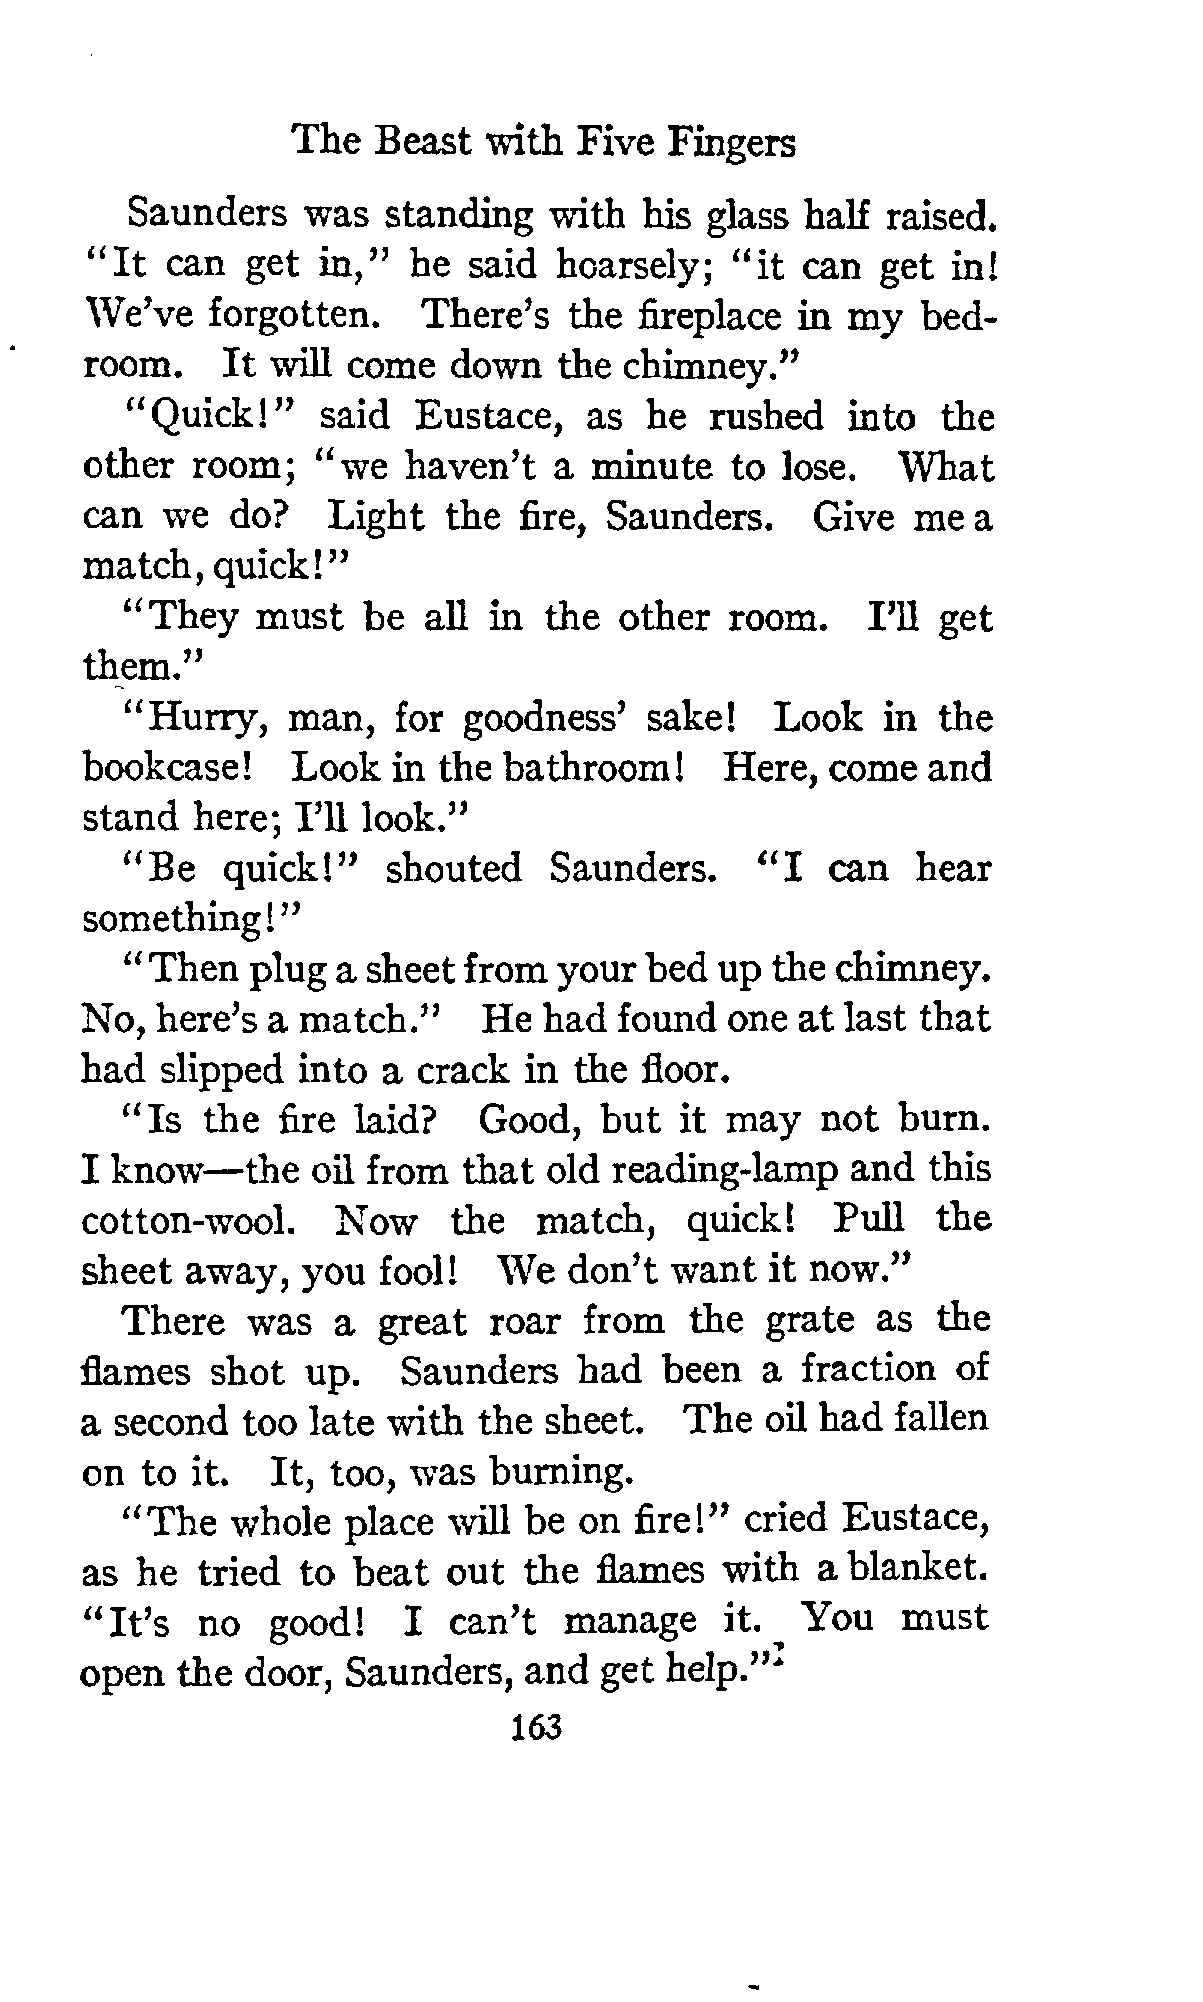 The Beast with Five Fingers
Saunders was standing with his glass half raised.
"It can get in," he said hoarsely; "it can get in!
We've forgotten. There's the fireplace in my bed-
room. It will come down the chimney."
"Quick!" said Eustace, as he rushed into the
other room; "we haven't a minute to lose. What
can we do? Light the fire, Saunders. Give me a
match, quick!"
"They must be all in the other room. I'll get
them."
"Hurry, man, for goodness' sake! Look in the
bookcase! Look in the bathroom! Here, come and
stand here; I'll look."
"Be quick!" shouted Saunders. "I can hear
something!"
"Then plug a sheet from your bed up the chimney.
No, here's a match." He had found one at last that
had slipped into a crack in the floor.
"Is the fire laid? Good, but it may not burn.
I know—the oil from that old reading-lamp and this
cotton-wool. Now the match, quick! Pull the
sheet away, you fool! We don't want it now."
There was a great roar from the grate as the
flames shot up. Saunders had been a fraction of
a second too late with the sheet. The oil had fallen
on to it. It, too, was burning.
"The whole place will be on fire!" cried Eustace,
as he tried to beat out the flames with a blanket.
"It's no good! I can't manage it. You must
open the door, Saunders, and get help."
163